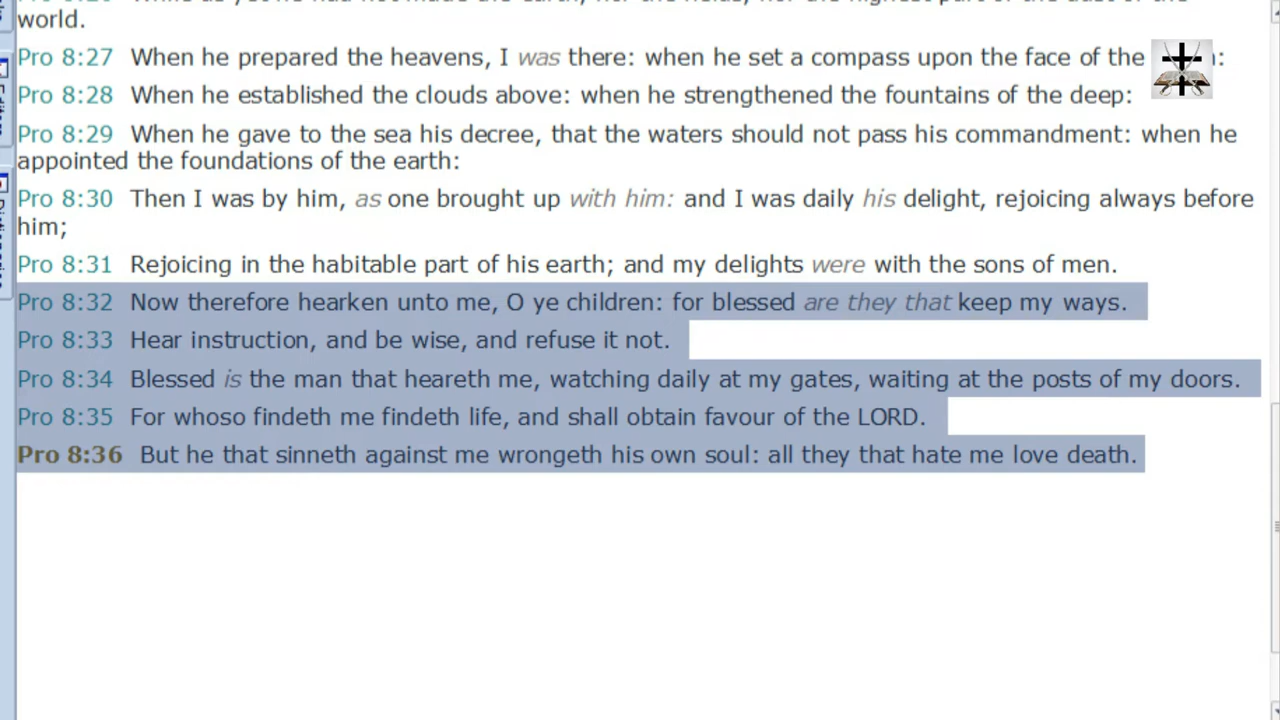 world.
Pro 8:27 When he prepared the heavens, I was there: when he set a compass upon the face of the
Pro 8:28 When he established the clouds above: when he strengthened the fountains of the deep:
Pro 8:29 When he gave to the sea his decree, that the waters should not pass his commandment: when he
appointed the foundations of the earth:
Pro 8:30 Then I was by him, as one brought up with him: and I was daily his delight, rejoicing always before
him;
Pro 8:31 Rejoicing in the habitable part of his earth; and my delights were with the sons of men.
Pro 8:32 Now therefore hearken unto me, O ye children: for blessed are they that keep my ways.
Pro 8:33 Hear instruction, and be wise, and refuse it not.
Pro 8:34 Blessed is the man that heareth me, watching daily at my gates, waiting at the posts of my doors.
Pro 8:35 For whoso findeth me findeth life, and shall obtain favour of the LORD.
Pro 8:36 But he that sinneth against me wrongeth his own soul: all they that hate me love death.